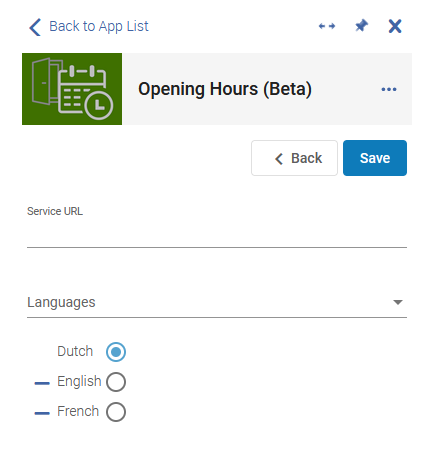 Back to App List
Opening Hours (Beta)
Back
Save
Service URL
Languages
Dutch
English
French